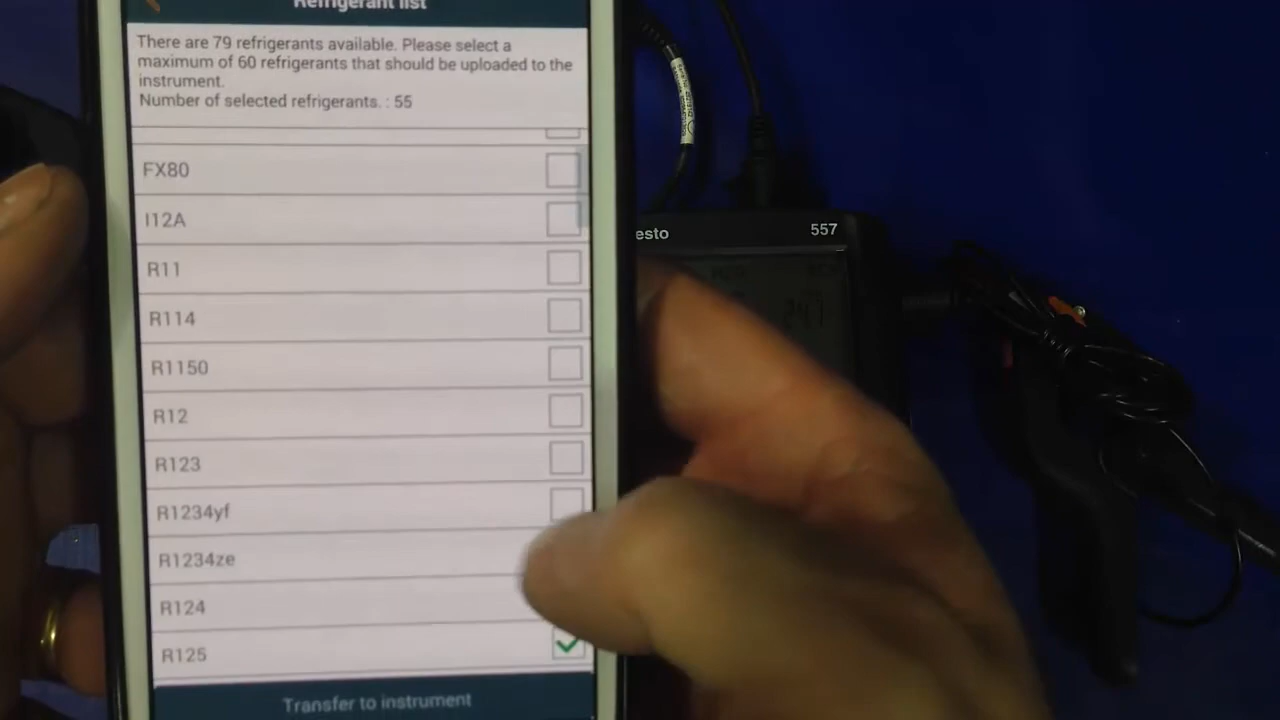 Refrigerant list
There are 79 refrigerants available. Please select a
maximum of 60 refrigerants that should be uploaded to the
instrument.
Number of selected refrigerants. : 55
FX80
I12A
R11
R114
R1150
R12
R123
R1234yf
R1234ze
R124
R125
Transfer to instrument
esto
557